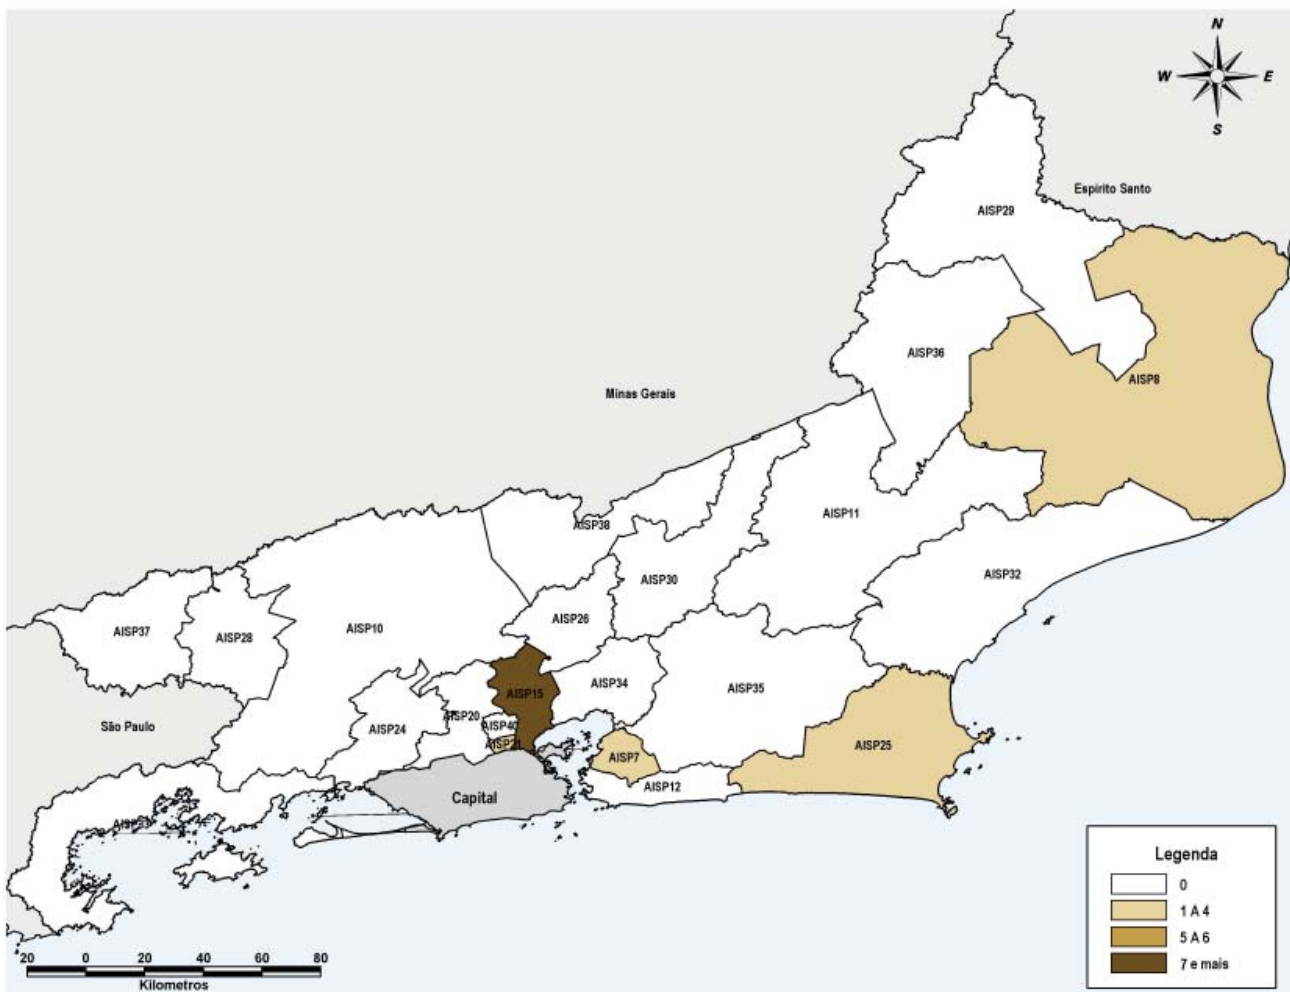 N
W E
S
Espirito Santo
AISP29
AISP36
AISP8
Minas Gerais
AISP11
AISP38
AISP32
AISP30
AISP26
AISP37
AISP28
AISP10
AISP34
AISP35
AISP15
AISP20
AISP24
AISP40
São Paulo
AISP21
AISP25
AISP7
AISP12
Capital
Legenda
0
1 A 4
5 A 6
7 e mais
20 0 20 40 60 80
Kilometros